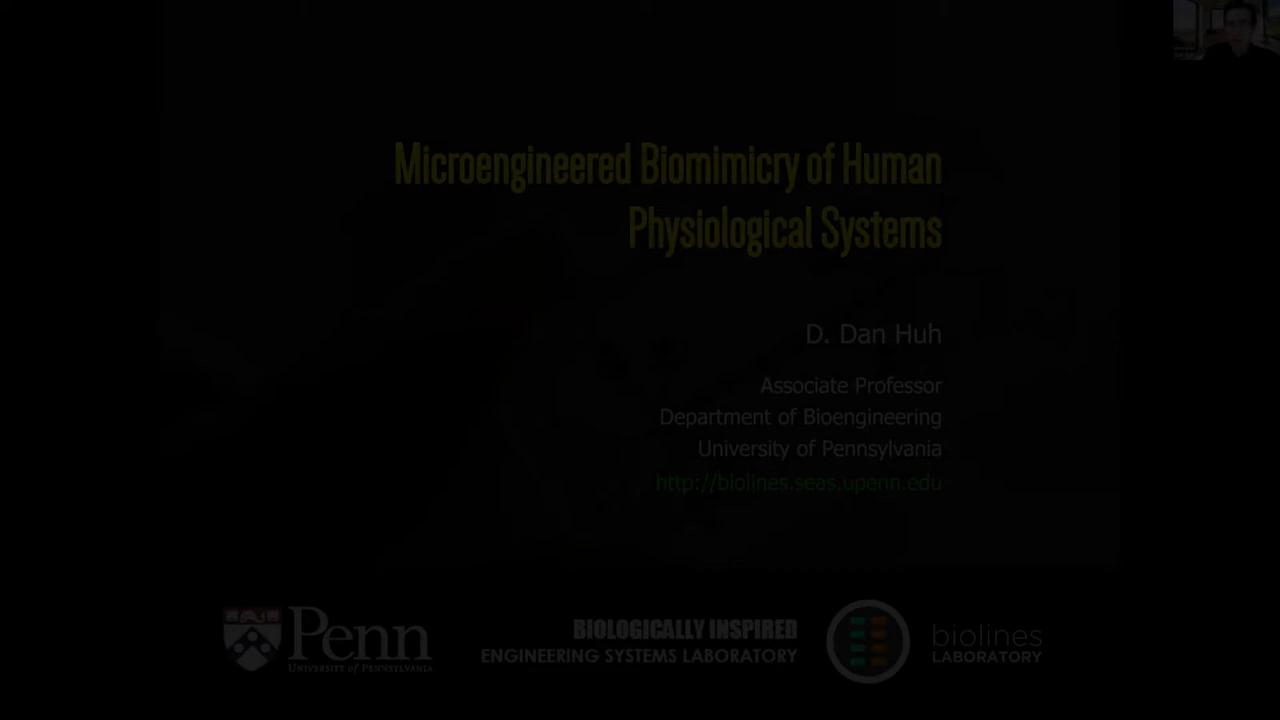 Microengineered Biomimicry of Human
Physiological Systems
D. Dan Huh
Associate Professor
Department of Bioengineering
University of Pennsylvania
http://biolines.seas.upenn.edu
Penn
UNIVERSITY of PENNSYLVANIA
BIOLOGICALLY INSPIRED
ENGINEERING SYSTEMS LABORATORY
biolines
LABORATORY